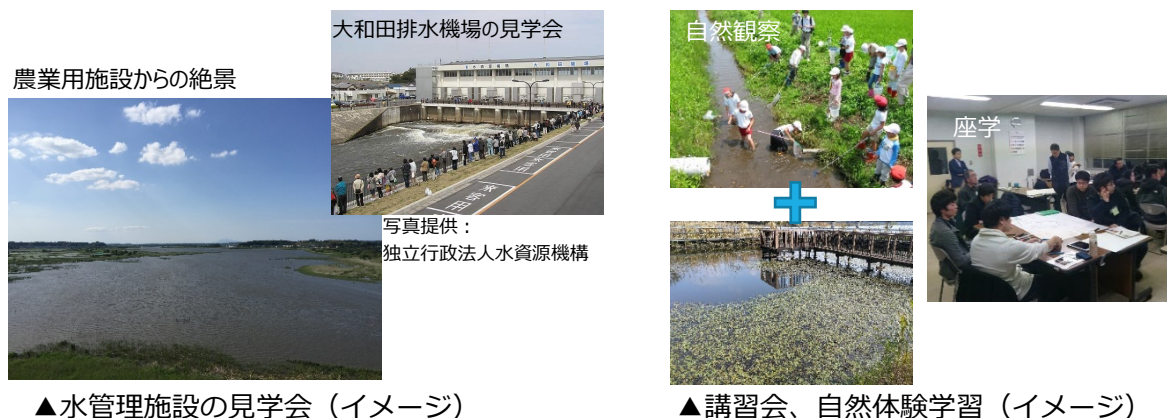 大和田排水機場の見学会
農業用施設からの絶景
写真提供：
独立行政法人水資源機構
▲水管理施設の見学会（イメージ）
自然観察
座学
▲講習会、自然体験学習（イメージ）